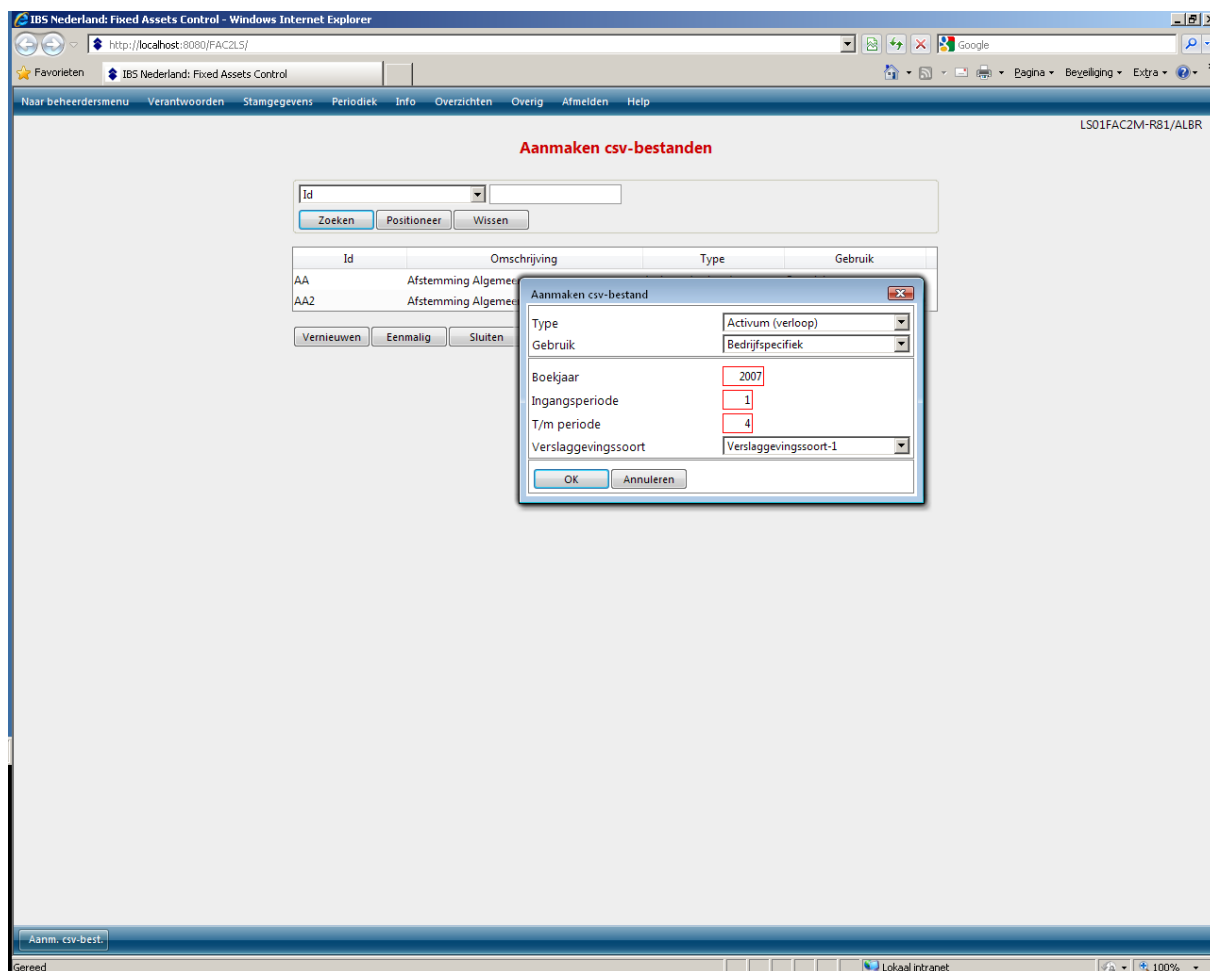 IBS Nederland: Fixed Assets Control - Windows Internet Explorer
http://localhost:8080/FAC2LS/
Google
Favorieten
IBS Nederland: Fixed Assets Control
Pagina
Beveiliging
Extra
Naar beheerdersmenu Verantwoorden Stamgegevens Periodiek Info Overzichten Overig Afmelden Help
LS01FAC2M-R81/ALBR
Aanmaken csv-bestanden
Id
Zoeken Positioneer Wissen
Id Omschrijving Type Gebruik
AA Afstemming Algemee
AA2 Afstemming Algemee
Vernieuwen Eenmalig Sluiten
Aanmaken csv-bestand
Type Activum (verloop)
Gebruik Bedrijfspecifiek
Boekjaar 2007
Ingangsperiode 1
T/m periode 4
Verslaggevingssoort Verslaggevingssoort-1
OK Annuleren
Aanm. csv-best.
Gereed
Lokaal intranet
100%